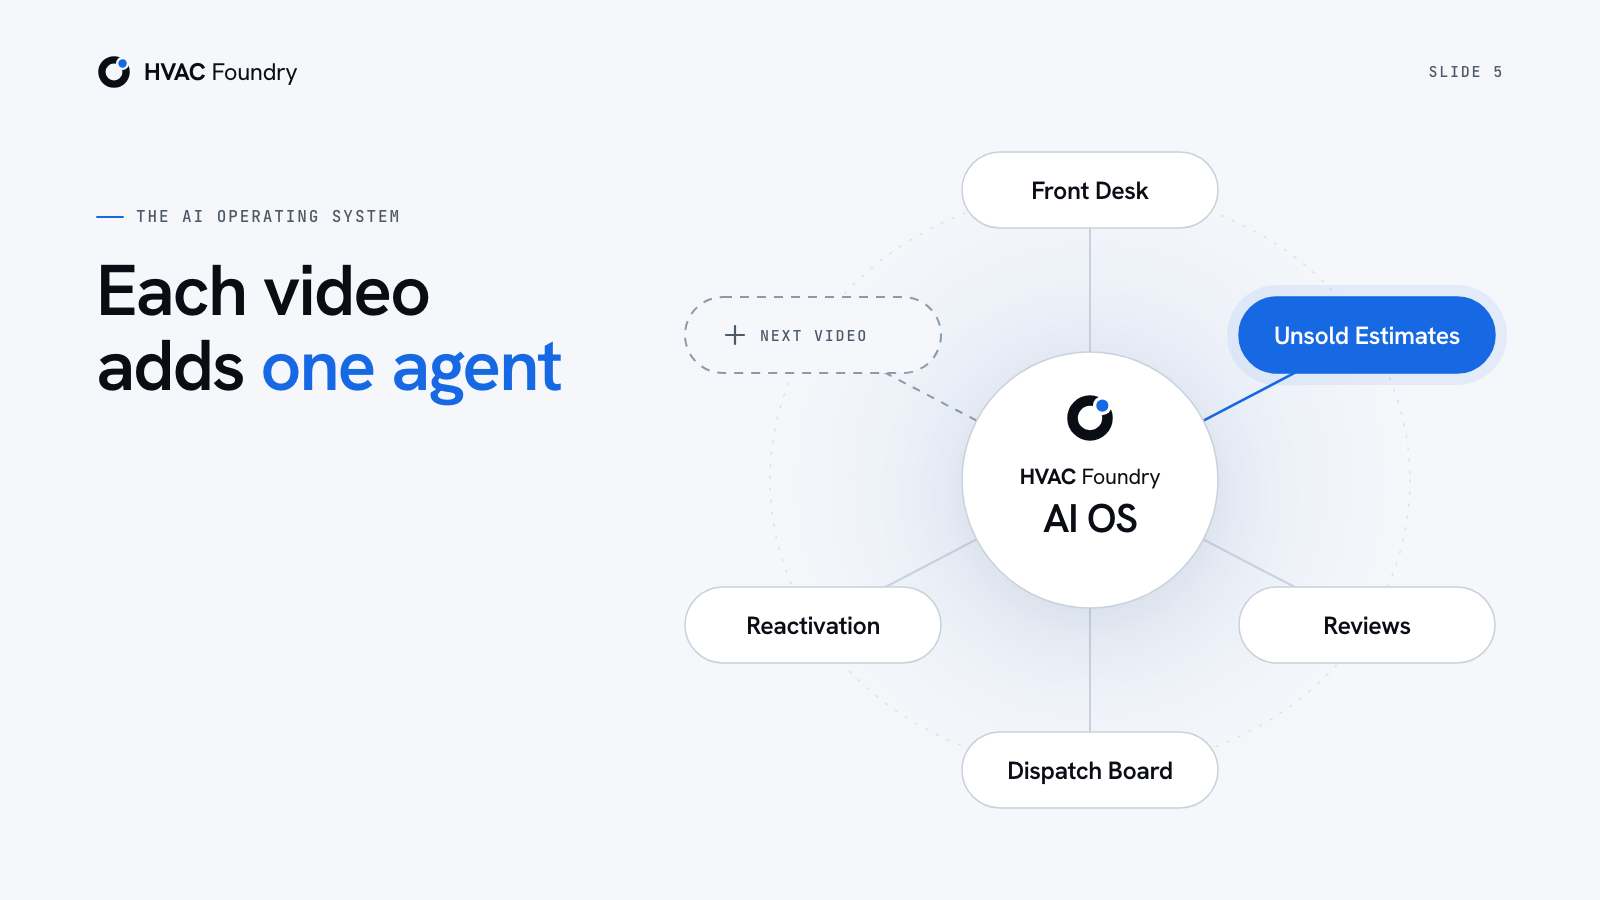 HVAC Foundry
SLIDE 5
THE AI OPERATING SYSTEM
Each video
adds one agent
Front Desk
NEXT VIDEO
Unsold Estimates
HVAC Foundry
AI OS
Reactivation
Reviews
Dispatch Board